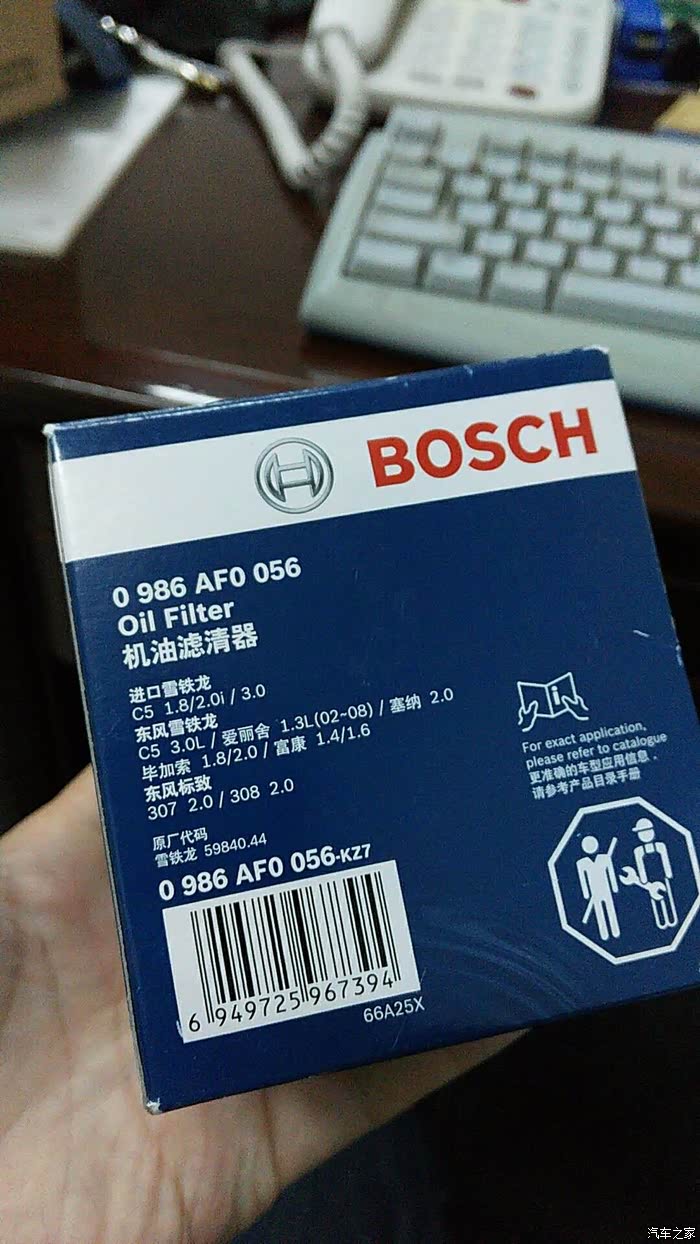 BOSCH
0 986 AF0 056
Oil Filter
机油滤清器
进口雪铁龙
C5 1.8/2.0i / 3.0
东风雪铁龙
C5 3.0L / 爱丽舍 1.3L(02~08) / 塞纳 2.0
毕加索 1.8/2.0 / 富康 1.4/1.6
东风标致
307 2.0 / 308 2.0
For exact application,
please refer to catalogue
更准确的车型应用信息，
请参考产品目录手册
原厂代码
雪铁龙 59840.44
0 986 AF0 056-KZ7
6 949725 967394
66A25X
汽车之家